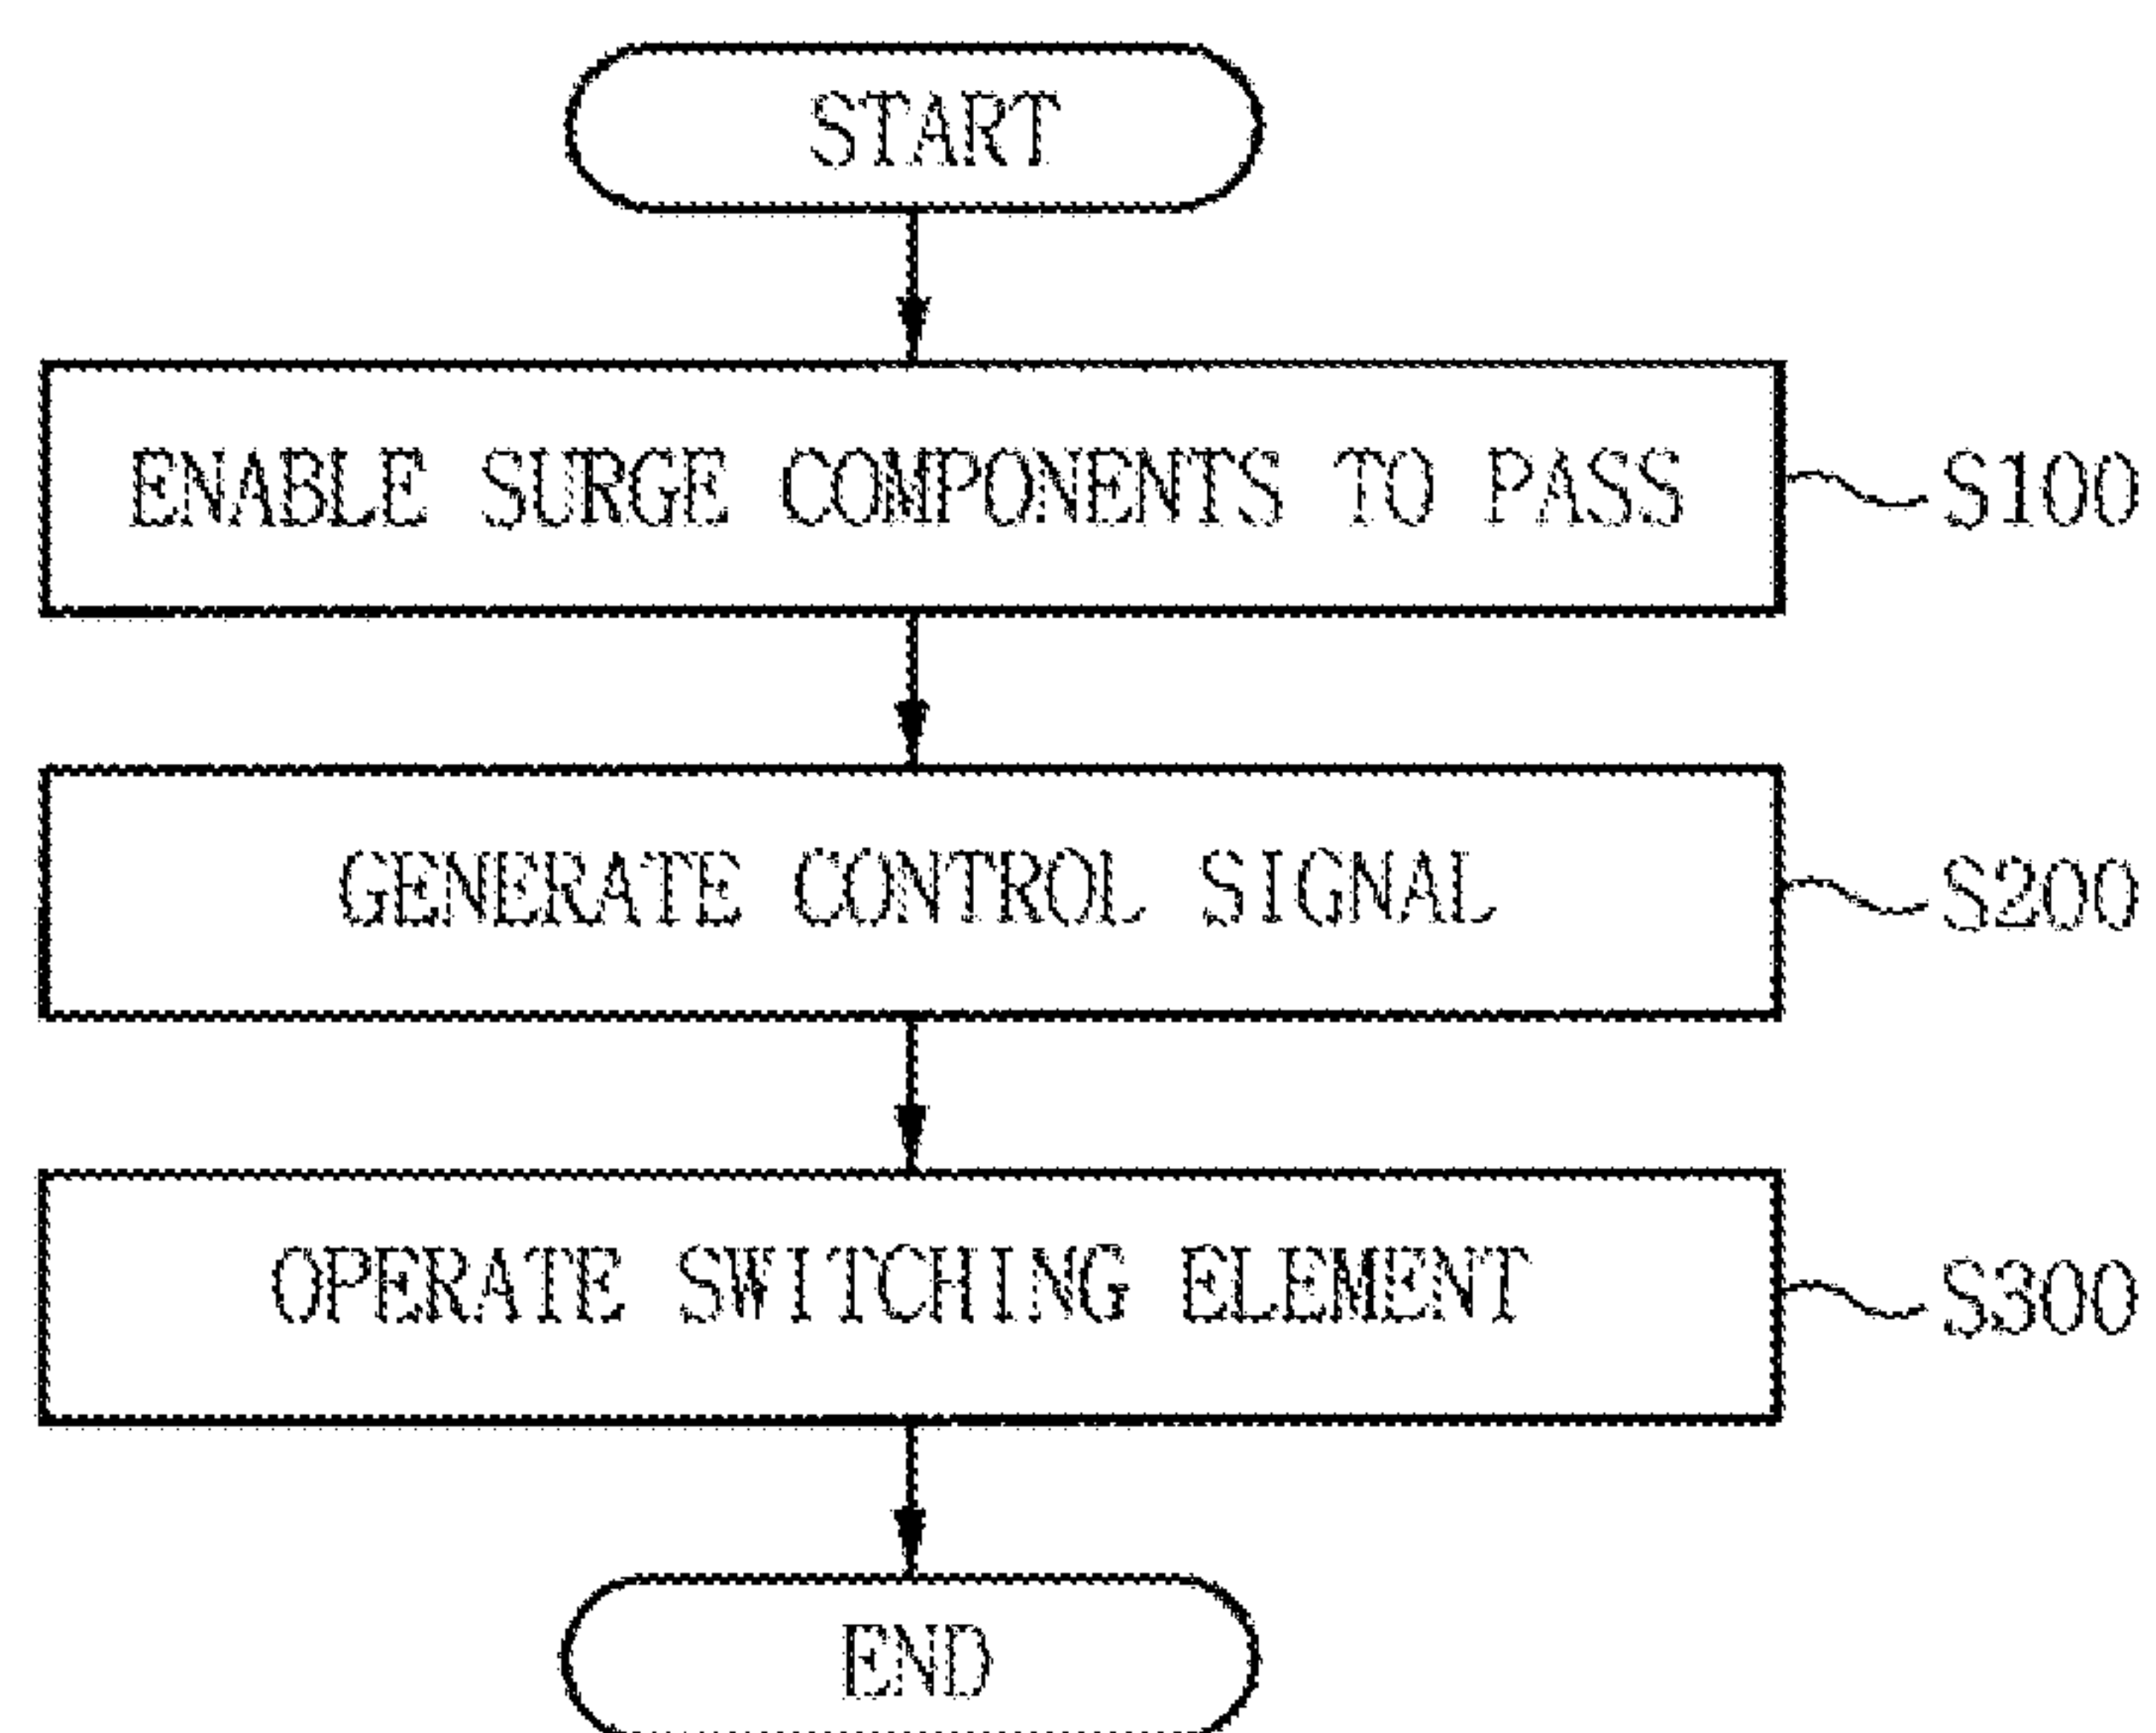 START
ENABLE SURGE COMPONENTS TO PASS
S100
GENERATE CONTROL SIGNAL
S200
OPERATE SWITCHING ELEMENT
S300
END